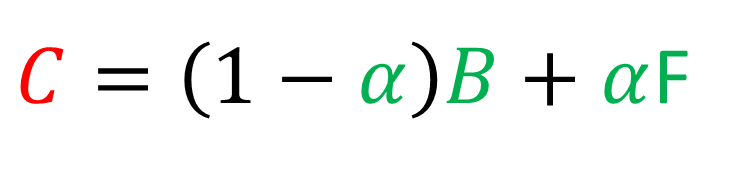 C = (1 − α)B + αF